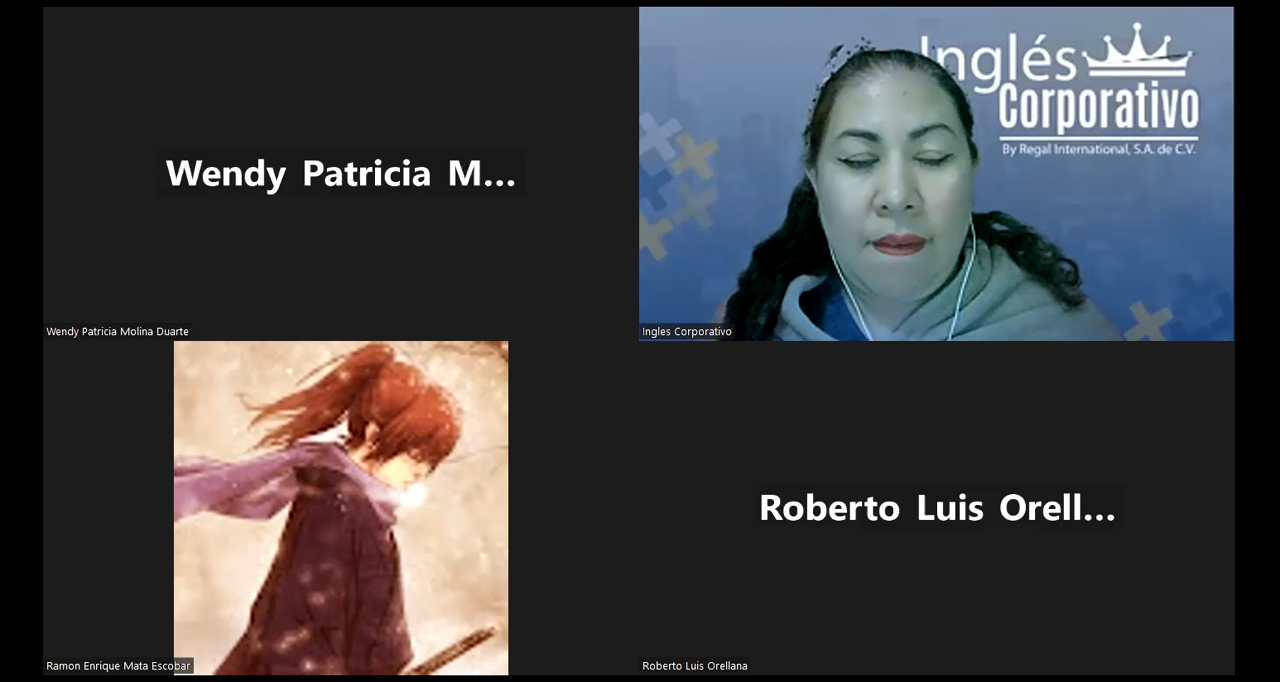 Wendy Patricia M...
Wendy Patricia Molina Duarte
Inglés
Corporativo
By Regal International, S.A. de C.V.
Ingles Corporativo
Ramon Enrique Mata Escobar
Roberto Luis Orell...
Roberto Luis Orellana